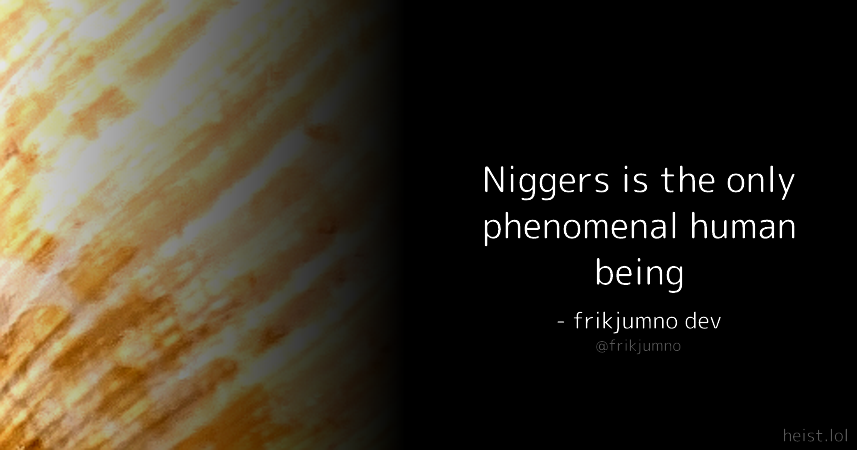 Niggers is the only
phenomenal human
being
- frikjumno dev
@frikjumno
heist.lol